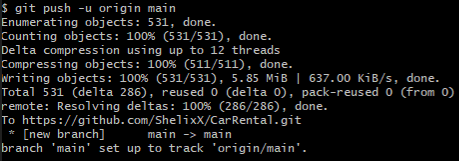 $ git push -u origin main
Enumerating objects: 531, done.
Counting objects: 100% (531/531), done.
Delta compression using up to 12 threads
Compressing objects: 100% (511/511), done.
Writing objects: 100% (531/531), 5.85 MiB | 637.00 KiB/s, done.
Total 531 (delta 286), reused 0 (delta 0), pack-reused 0 (from 0)
remote: Resolving deltas: 100% (286/286), done.
To https://github.com/ShelixX/CarRental.git
 * [new branch]      main -> main
branch 'main' set up to track 'origin/main'.